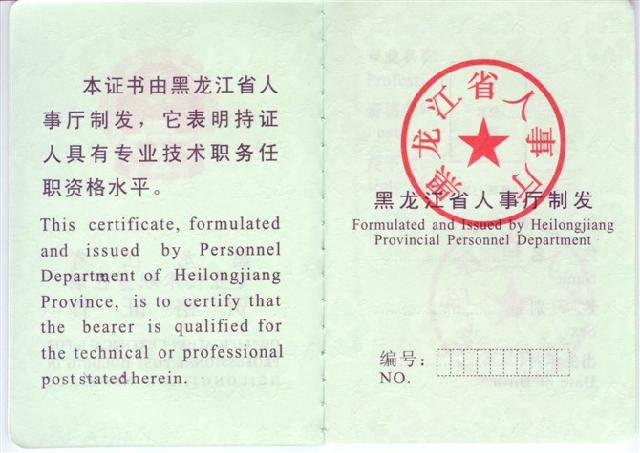 本证书由黑龙江省人
事厅制发，它表明持证
人具有专业技术职务任
职资格水平。
This certificate, formulated
and issued by Personnel
Department of Heilongjiang
Province, is to certify that
the bearer is qualified for
the technical or professional
post stated herein.
黑龙江省人事厅
黑龙江省人事厅制发
Formulated and Issued by Heilongjiang
Provincial Personnel Department
编号：
NO.